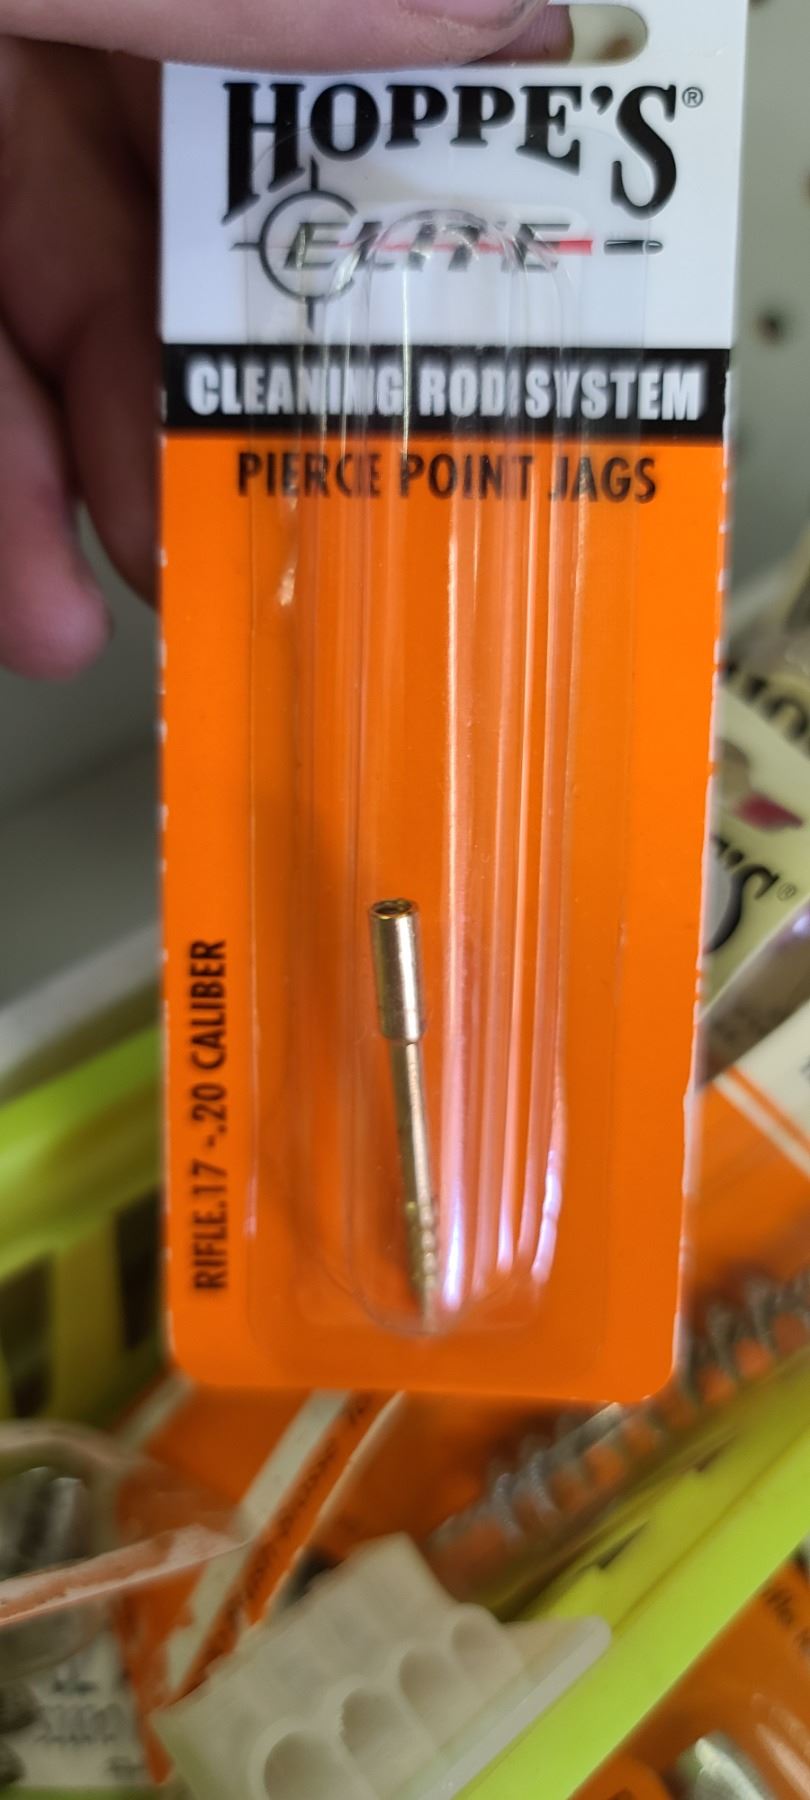 HOPPE'S®
ELITE
CLEANING ROD SYSTEM
PIERCE POINT JAGS
RIFLE .17 - .20 CALIBER
'S®